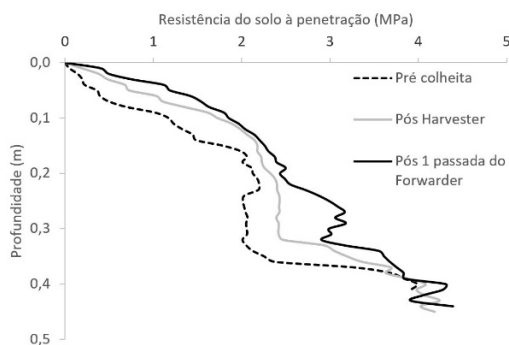 Resistência do solo à penetração (MPa)
0 1 2 3 4 5
0,0
0,1
0,2
0,3
0,4
0,5
Profundidade (m)
Pré colheita
Pós Harvester
Pós 1 passada do
Forwarder